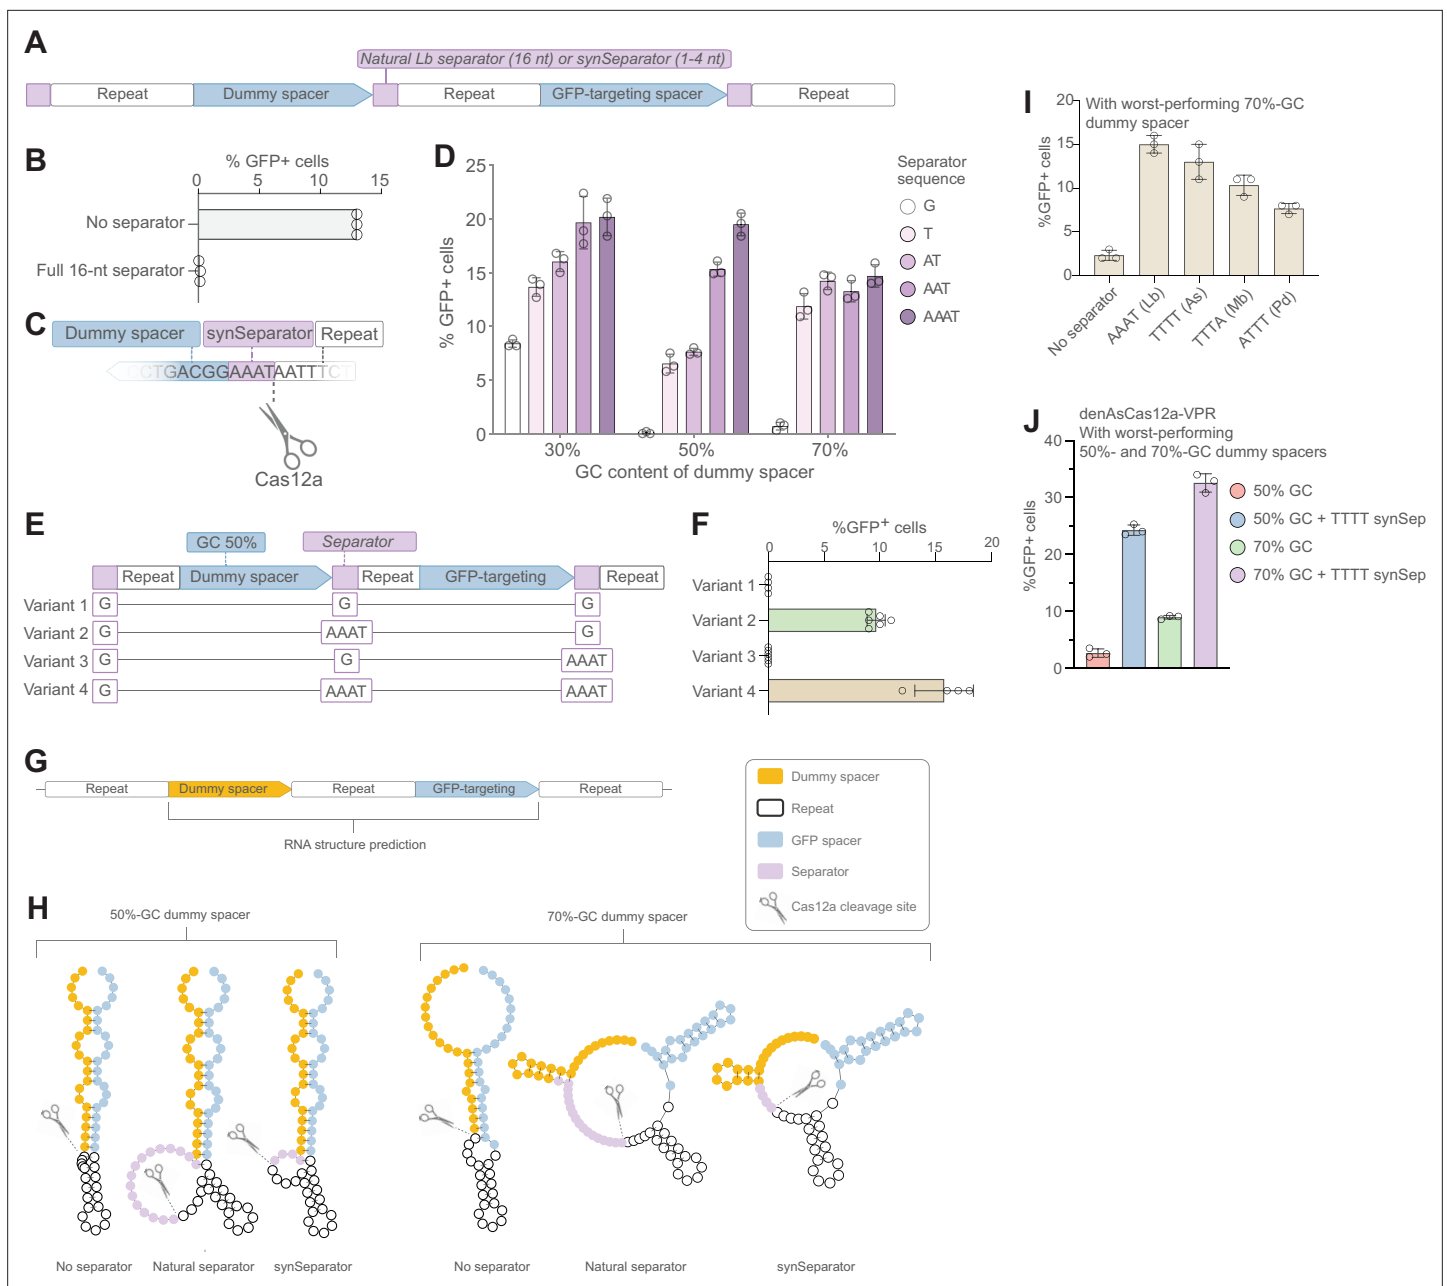 A
Natural Lb separator (16 nt) or synSeparator (1-4 nt)
Repeat
Dummy spacer
Repeat
GFP-targeting spacer
Repeat
B
% GFP+ cells
0
5
10
15
No separator
Full 16-nt separator
C
Dummy spacer
synSeparator
Repeat
CCTGACGGAAATAATTTCT
Cas12a
D
% GFP+ cells
25
20
15
10
5
0
30%
50%
70%
GC content of dummy spacer
Separator
sequence
G
T
AT
AAT
AAAT
E
GC 50%
Separator
Repeat
Dummy spacer
Repeat
GFP-targeting
Repeat
Variant 1
G
G
G
Variant 2
G
AAAT
G
Variant 3
G
G
AAAT
Variant 4
G
AAAT
AAAT
F
%GFP+ cells
0
5
10
15
20
Variant 1
Variant 2
Variant 3
Variant 4
G
Repeat
Dummy spacer
Repeat
GFP-targeting
Repeat
RNA structure prediction
Dummy spacer
Repeat
GFP spacer
Separator
Cas12a cleavage site
H
50%-GC dummy spacer
70%-GC dummy spacer
No separator
Natural separator
synSeparator
No separator
Natural separator
synSeparator
I
With worst-performing 70%-GC
dummy spacer
%GFP+ cells
20
15
10
5
0
No separator
AAAT (Lb)
TTTT (As)
TTTA (Mb)
ATTT (Pd)
J
denAsCas12a-VPR
With worst-performing
50%- and 70%-GC dummy spacers
%GFP+ cells
40
30
20
10
0
50% GC
50% GC + TTTT synSep
70% GC
70% GC + TTTT synSep